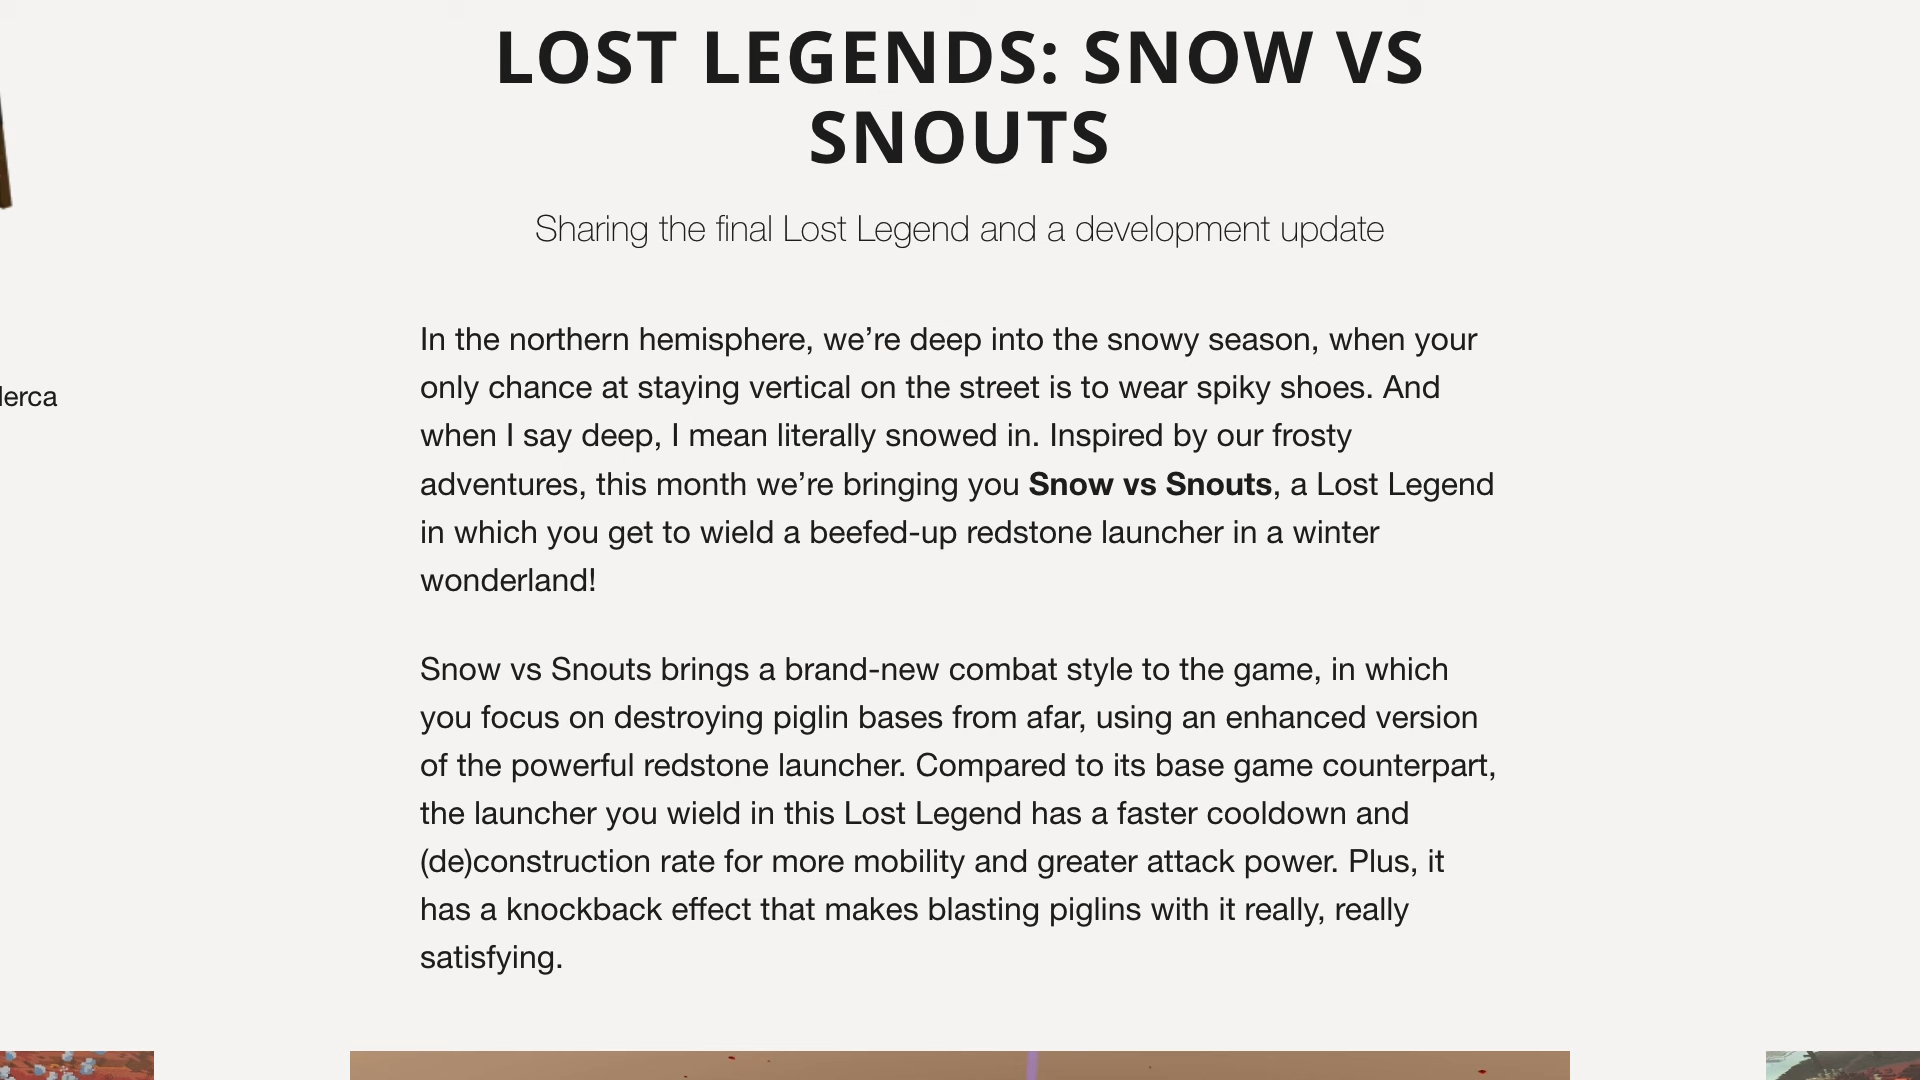 LOST LEGENDS: SNOW VS
SNOUTS
Sharing the final Lost Legend and a development update
In the northern hemisphere, we’re deep into the snowy season, when your
only chance at staying vertical on the street is to wear spiky shoes. And
lerca
when I say deep, I mean literally snowed in. Inspired by our frosty
adventures, this month we’re bringing you Snow vs Snouts, a Lost Legend
in which you get to wield a beefed-up redstone launcher in a winter
wonderland!
Snow vs Snouts brings a brand-new combat style to the game, in which
you focus on destroying piglin bases from afar, using an enhanced version
of the powerful redstone launcher. Compared to its base game counterpart,
the launcher you wield in this Lost Legend has a faster cooldown and
(de)construction rate for more mobility and greater attack power. Plus, it
has a knockback effect that makes blasting piglins with it really, really
satisfying.